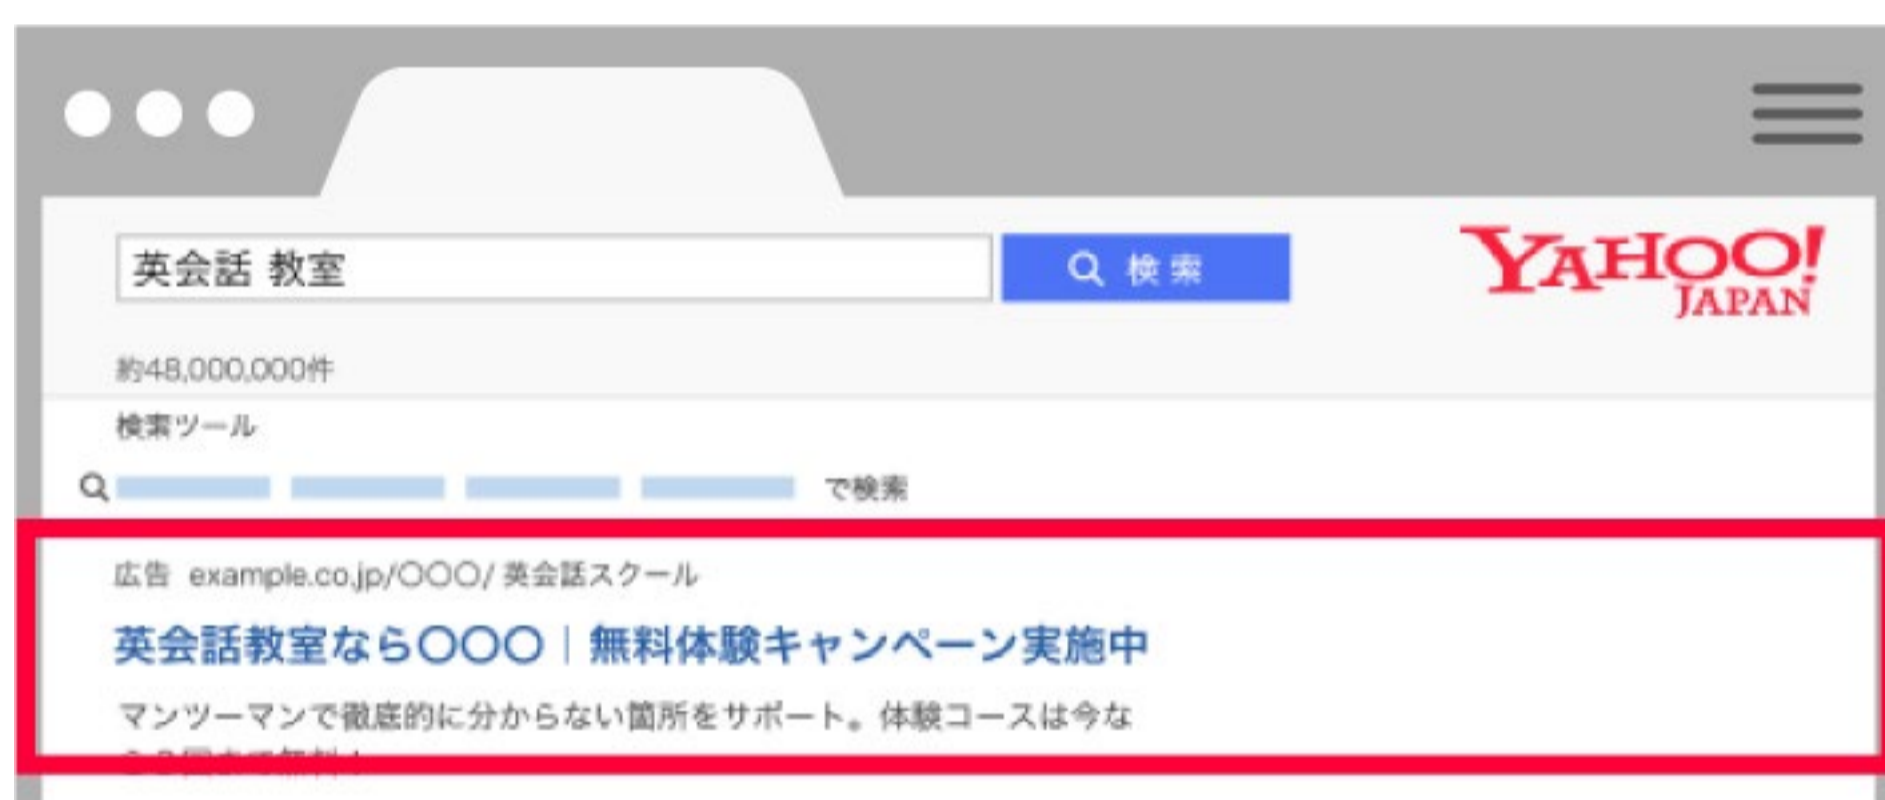 英会話 教室
検索
YAHOO!
JAPAN
約48,000,000件
検索ツール
で検索
広告 example.co.jp/〇〇〇/ 英会話スクール
英会話教室なら〇〇〇｜無料体験キャンペーン実施中
マンツーマンで徹底的に分からない箇所をサポート。体験コースは今な